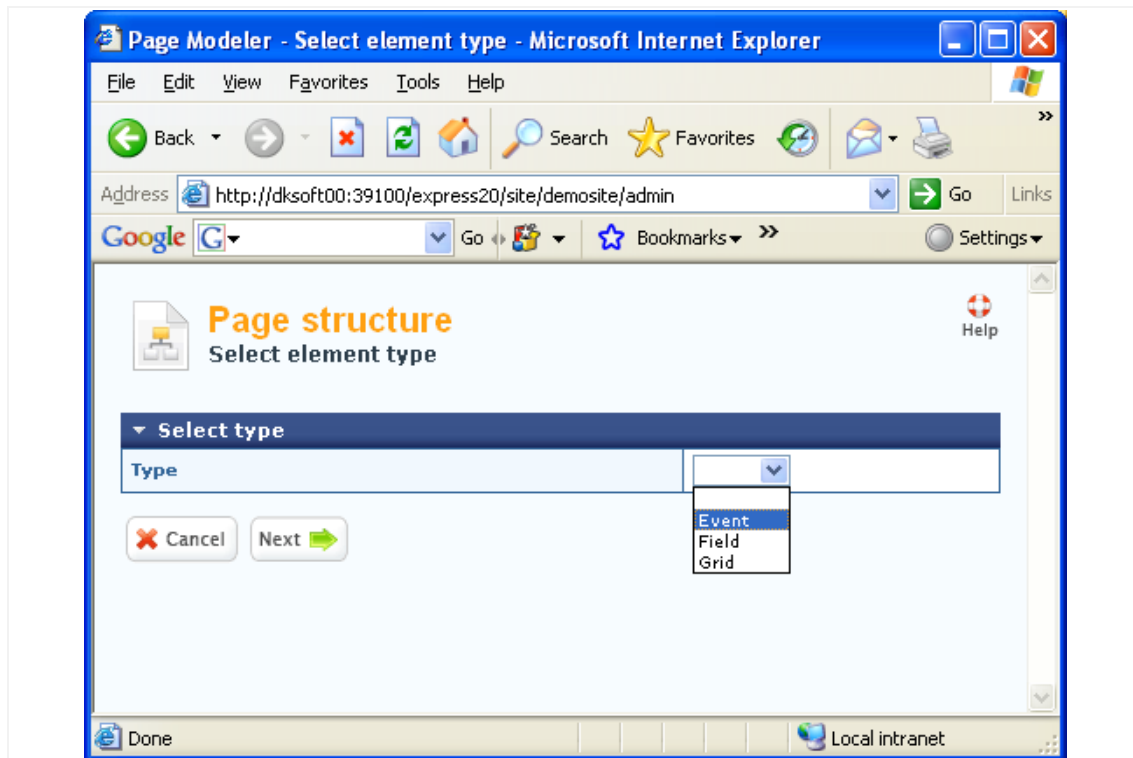 Page Modeler - Select element type - Microsoft Internet Explorer
File Edit View Favorites Tools Help
Back Search Favorites »
Address http://dksoft00:39100/express20/site/demosite/admin Go Links
Google G Go Bookmarks » Settings
Page structure
Help
Select element type
Select type
Type
Event
Field
Grid
Cancel Next
Done Local intranet